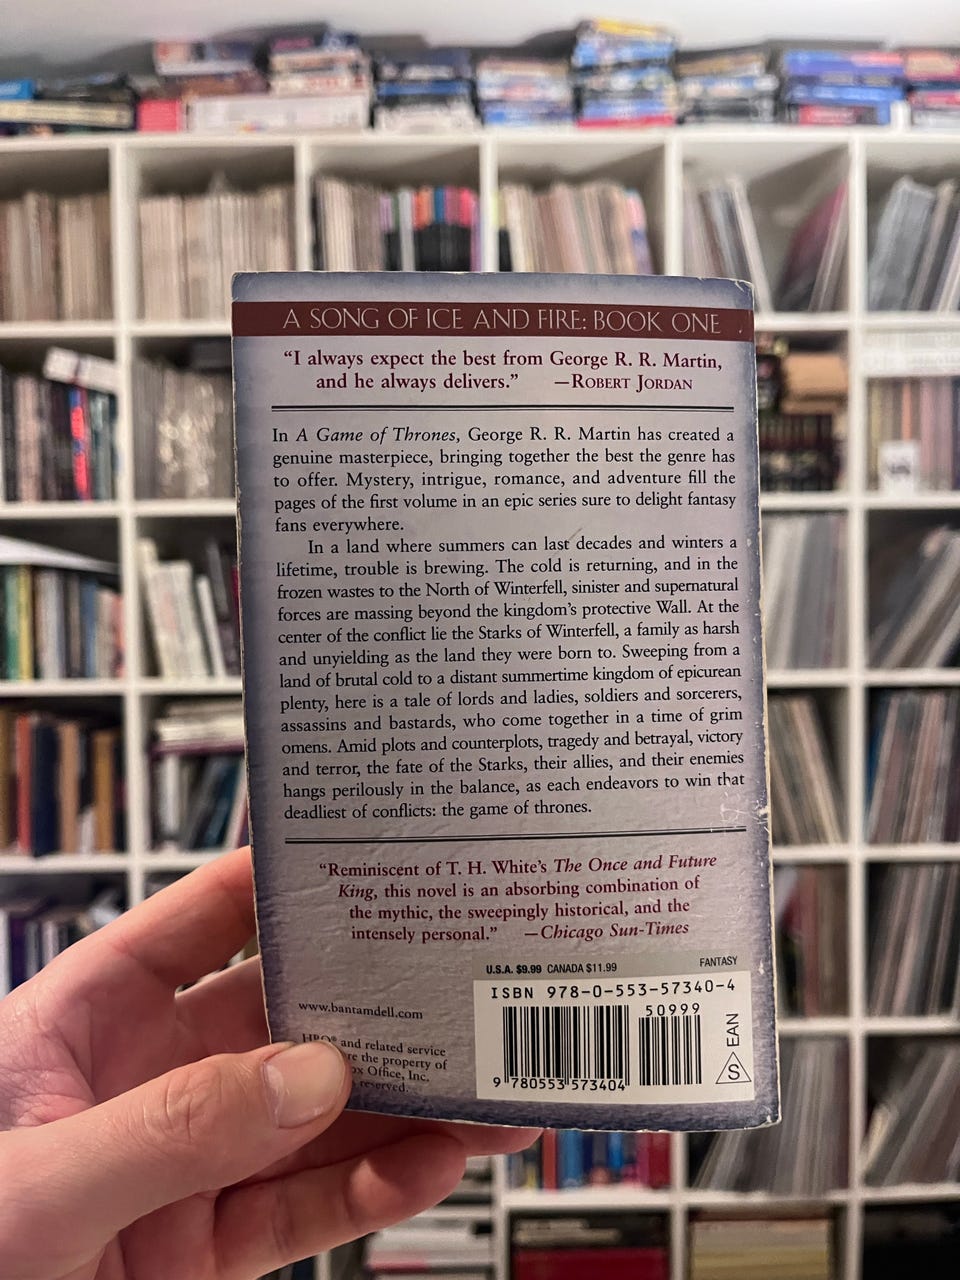 A SONG OF ICE AND FIRE: BOOK ONE
“I always expect the best from George R. R. Martin,
and he always delivers.” —ROBERT JORDAN
In A Game of Thrones, George R. R. Martin has created a
genuine masterpiece, bringing together the best the genre has
to offer. Mystery, intrigue, romance, and adventure fill the
pages of the first volume in an epic series sure to delight fantasy
fans everywhere.
In a land where summers can last decades and winters a
lifetime, trouble is brewing. The cold is returning, and in the
frozen wastes to the North of Winterfell, sinister and supernatural
forces are massing beyond the kingdom’s protective Wall. At the
center of the conflict lie the Starks of Winterfell, a family as harsh
and unyielding as the land they were born to. Sweeping from a
land of brutal cold to a distant summertime kingdom of epicurean
plenty, here is a tale of lords and ladies, soldiers and sorcerers,
assassins and bastards, who come together in a time of grim
omens. Amid plots and counterplots, tragedy and betrayal, victory
and terror, the fate of the Starks, their allies, and their enemies
hangs perilously in the balance, as each endeavors to win that
deadliest of conflicts: the game of thrones.
“Reminiscent of T. H. White’s The Once and Future
King, this novel is an absorbing combination of
the mythic, the sweepingly historical, and the
intensely personal.” —Chicago Sun-Times
U.S.A. $9.99 CANADA $11.99 FANTASY
ISBN 978-0-553-57340-4
50999
9 780553 573404
S EAN
www.bantamdell.com
HBO® and related service
the property of
Office, Inc.
reserved.